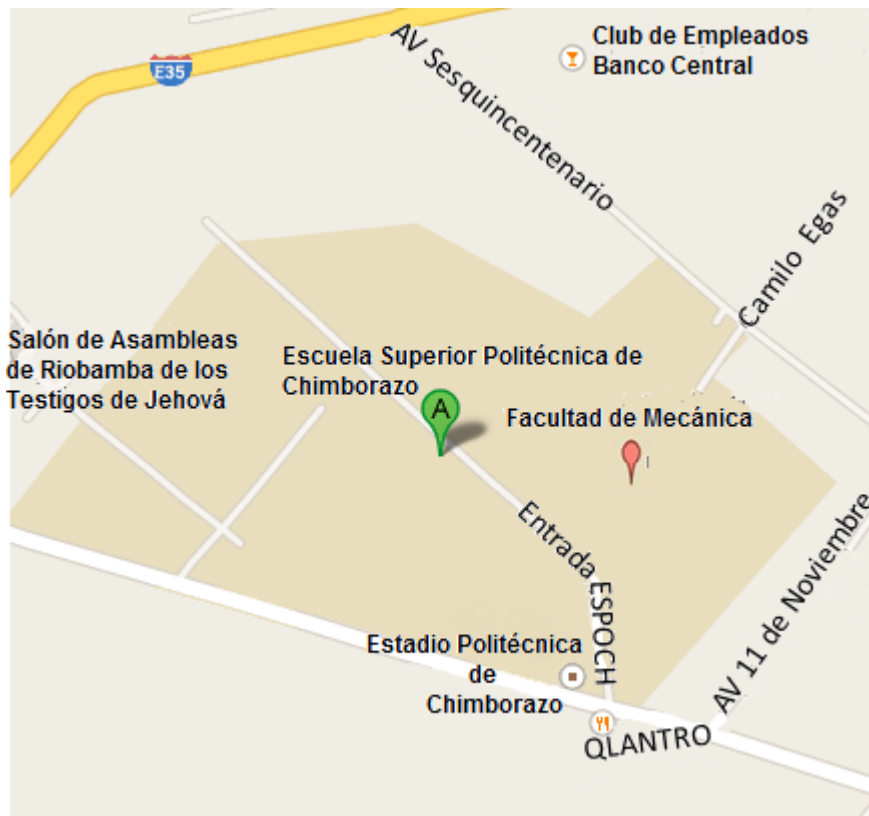 Club de Empleados
Banco Central
E35
AV Sesquincentenario
Camilo Egas
Salón de Asambleas
de Riobamba de los
Testigos de Jehová
Escuela Superior Politécnica de
Chimborazo
A
Facultad de Mecánica
Entrada ESPOCH
AV 11 de Noviembre
Estadio Politécnica
de
Chimborazo
QLANTRO